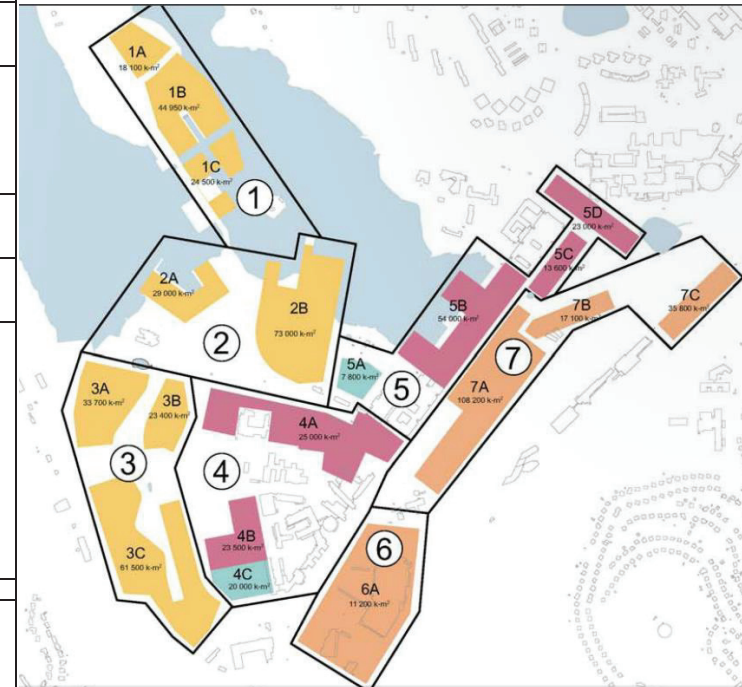 1A
18 100 k-m²
1B
44 950 k-m²
1C
24 500 k-m²
1
2A
29 000 k-m²
2B
73 000 k-m²
2
3A
33 700 k-m²
3B
23 400 k-m²
3
3C
61 500 k-m²
4A
25 000 k-m²
4
4B
23 500 k-m²
4C
20 000 k-m²
5A
7 800 k-m²
5
5B
54 000 k-m²
5C
13 600 k-m²
5D
23 000 k-m²
6
6A
11 200 k-m²
7
7A
108 200 k-m²
7B
17 100 k-m²
7C
35 800 k-m²